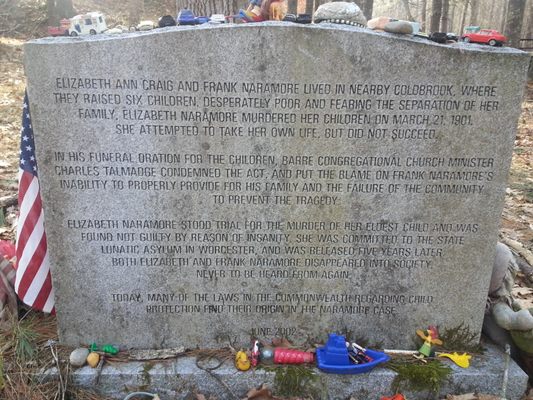 ELIZABETH ANN CRAIG AND FRANK NARAMORE LIVED IN NEARBY COLDBROOK, WHERE
THEY RAISED SIX CHILDREN. DESPERATELY POOR AND FEARING THE SEPARATION OF HER
FAMILY, ELIZABETH NARAMORE MURDERED HER CHILDREN ON MARCH 21, 1901.
SHE ATTEMPTED TO TAKE HER OWN LIFE, BUT DID NOT SUCCEED.
IN HIS FUNERAL ORATION FOR THE CHILDREN, BARRE CONGREGATIONAL CHURCH MINISTER
CHARLES TALMADGE CONDEMNED THE ACT, AND PUT THE BLAME ON FRANK NARAMORE'S
INABILITY TO PROPERLY PROVIDE FOR HIS FAMILY AND THE FAILURE OF THE COMMUNITY
TO PREVENT THE TRAGEDY.
ELIZABETH NARAMORE STOOD TRIAL FOR THE MURDER OF HER ELDEST CHILD AND WAS
FOUND NOT GUILTY BY REASON OF INSANITY. SHE WAS COMMITTED TO THE STATE
LUNATIC ASYLUM IN WORCESTER, AND WAS RELEASED FIVE YEARS LATER.
BOTH ELIZABETH AND FRANK NARAMORE DISAPPEARED INTO SOCIETY,
NEVER TO BE HEARD FROM AGAIN.
TODAY, MANY OF THE LAWS IN THE COMMONWEALTH REGARDING CHILD
PROTECTION FIND THEIR ORIGIN IN THE NARAMORE CASE.
JUNE 2002